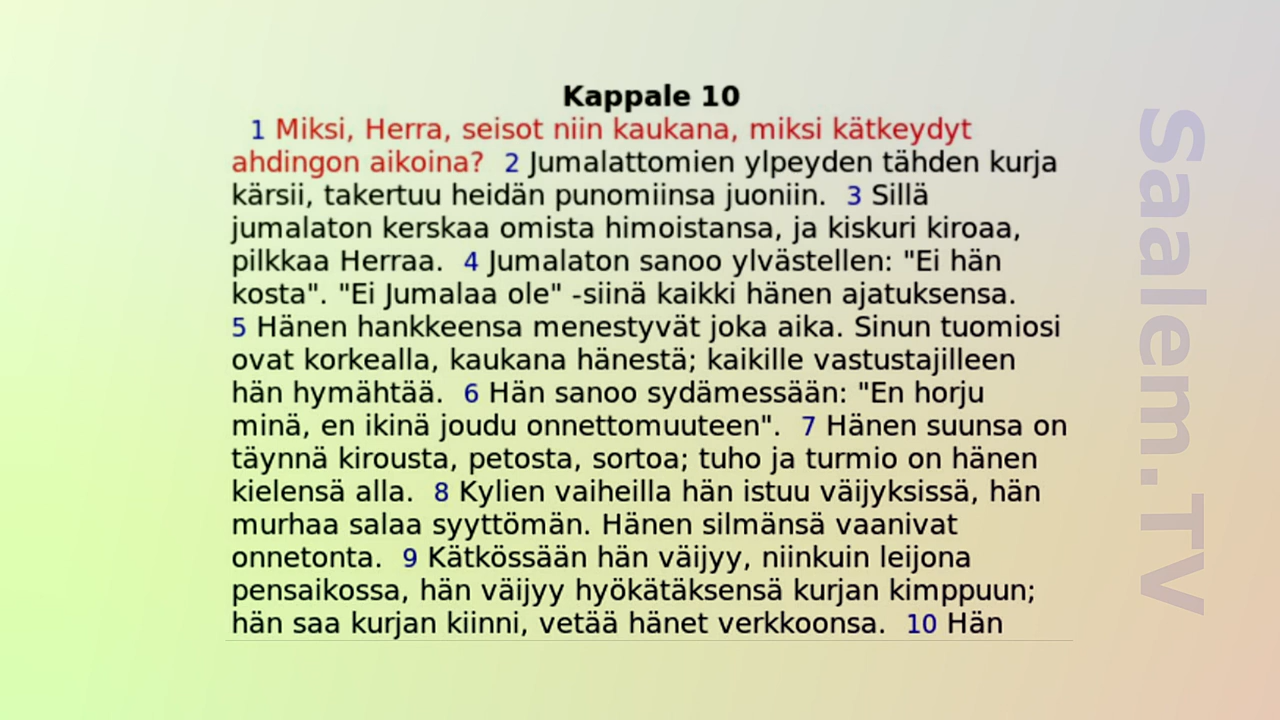 Kappale 10
1 Miksi, Herra, seisot niin kaukana, miksi kätkeydyt
ahdingon aikoina? 2 Jumalattomien ylpeyden tähden kurja
kärsii, takertuu heidän punomiinsa juoniin. 3 Sillä
jumalaton kerskaa omista himoistansa, ja kiskuri kiroaa,
pilkkaa Herraa. 4 Jumalaton sanoo ylvästellen: "Ei hän
kosta". "Ei Jumalaa ole" -siinä kaikki hänen ajatuksensa.
5 Hänen hankkeensa menestyvät joka aika. Sinun tuomiosi
ovat korkealla, kaukana hänestä; kaikille vastustajilleen
hän hymähtää. 6 Hän sanoo sydämessään: "En horju
minä, en ikinä joudu onnettomuuteen". 7 Hänen suunsa on
täynnä kirousta, petosta, sortoa; tuho ja turmio on hänen
kielensä alla. 8 Kylien vaiheilla hän istuu väijyksissä, hän
murhaa salaa syyttömän. Hänen silmänsä vaanivat
onnetonta. 9 Kätkössään hän väijyy, niinkuin leijona
pensaikossa, hän väijyy hyökätäksensä kurjan kimppuun;
hän saa kurjan kiinni, vetää hänet verkkoonsa. 10 Hän
Saalem.TV